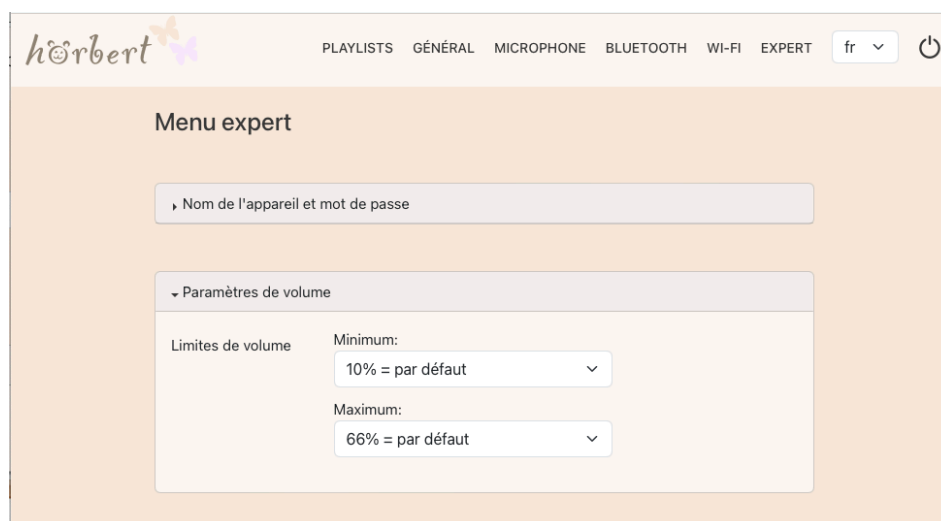 hörbert
PLAYLISTS GÉNÉRAL MICROPHONE BLUETOOTH WI-FI EXPERT fr
Menu expert
Nom de l'appareil et mot de passe
Paramètres de volume
Limites de volume
Minimum:
10% = par défaut
Maximum:
66% = par défaut